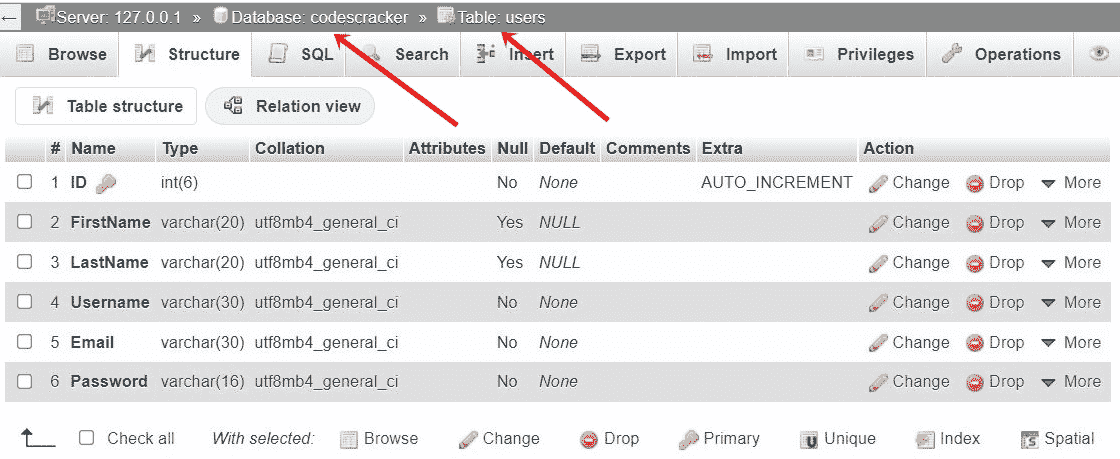 ← Server: 127.0.0.1 » Database: codescracker » Table: users
Browse Structure SQL Search Insert Export Import Privileges Operations
Table structure Relation view
# Name Type Collation Attributes Null Default Comments Extra Action
1 ID int(6) No None AUTO_INCREMENT Change Drop More
2 FirstName varchar(20) utf8mb4_general_ci Yes NULL Change Drop More
3 LastName varchar(20) utf8mb4_general_ci Yes NULL Change Drop More
4 Username varchar(30) utf8mb4_general_ci No None Change Drop More
5 Email varchar(30) utf8mb4_general_ci No None Change Drop More
6 Password varchar(16) utf8mb4_general_ci No None Change Drop More
Check all With selected: Browse Change Drop Primary Unique Index Spatial